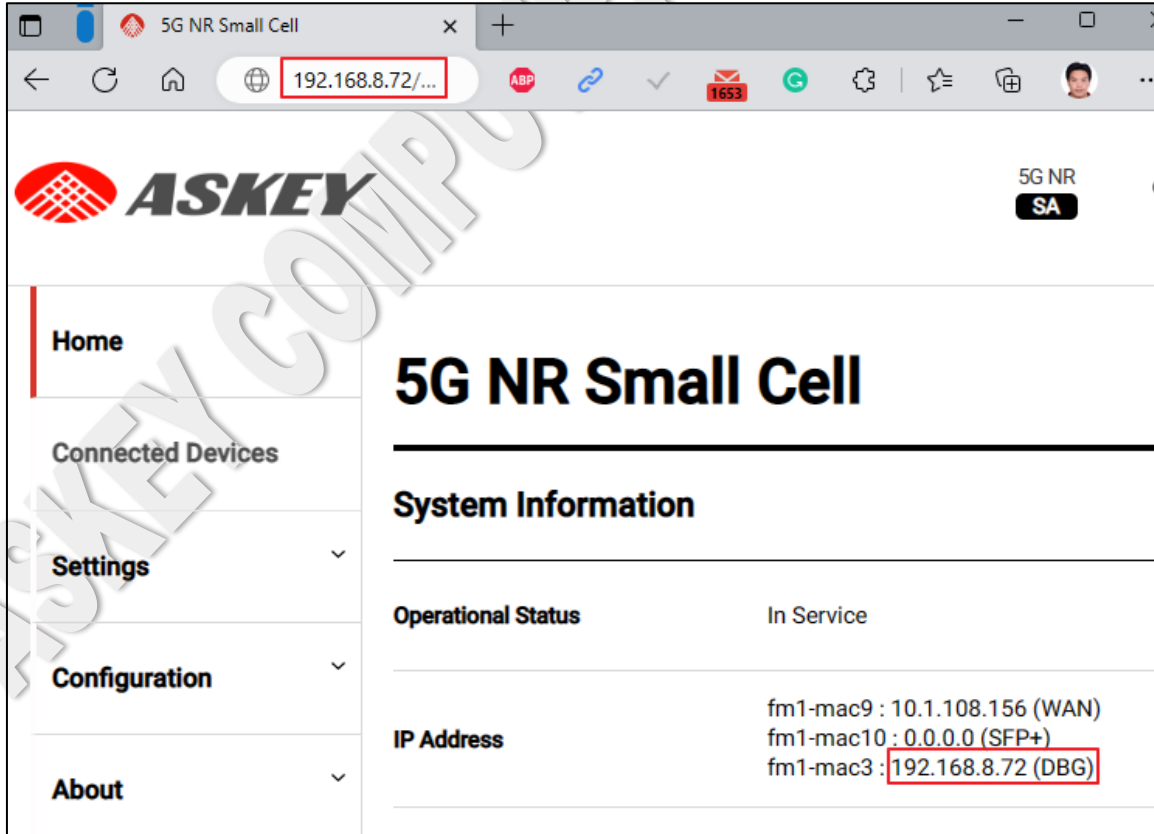 5G NR Small Cell
192.168.8.72/...
ABP
1653
G
ASKEY
5G NR
SA
Home
Connected Devices
Settings
Configuration
About
5G NR Small Cell
System Information
Operational Status In Service
IP Address
fm1-mac9 : 10.1.108.156 (WAN)
fm1-mac10 : 0.0.0.0 (SFP+)
fm1-mac3 : 192.168.8.72 (DBG)
ASKEY COMPU